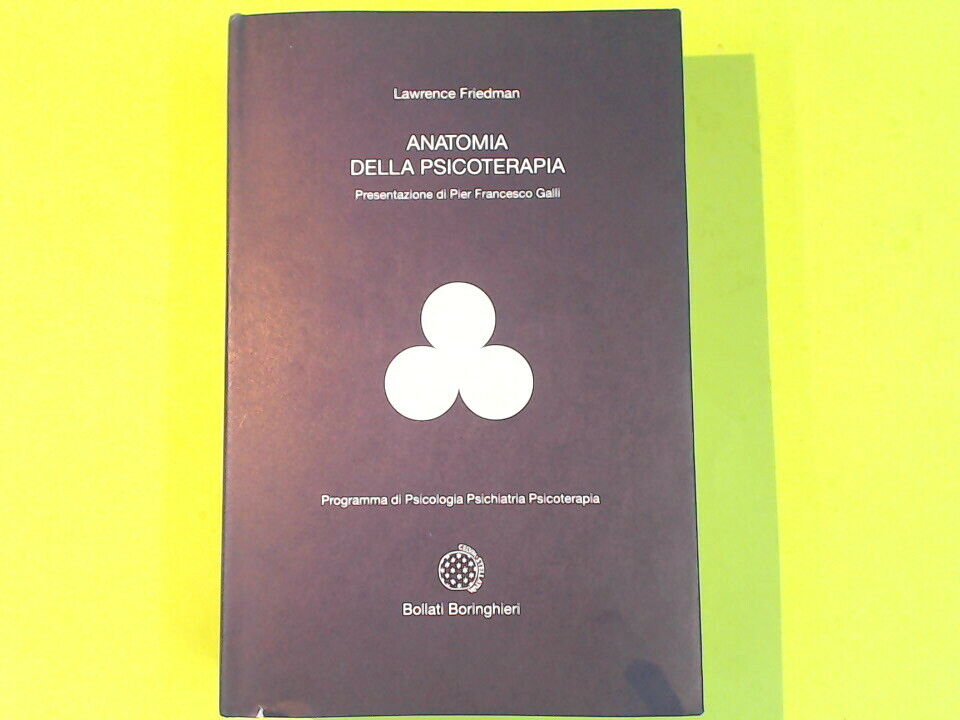 Lawrence Friedman
ANATOMIA
DELLA PSICOTERAPIA
Presentazione di Pier Francesco Galli
Programma di Psicologia Psichiatria Psicoterapia
Bollati Boringhieri